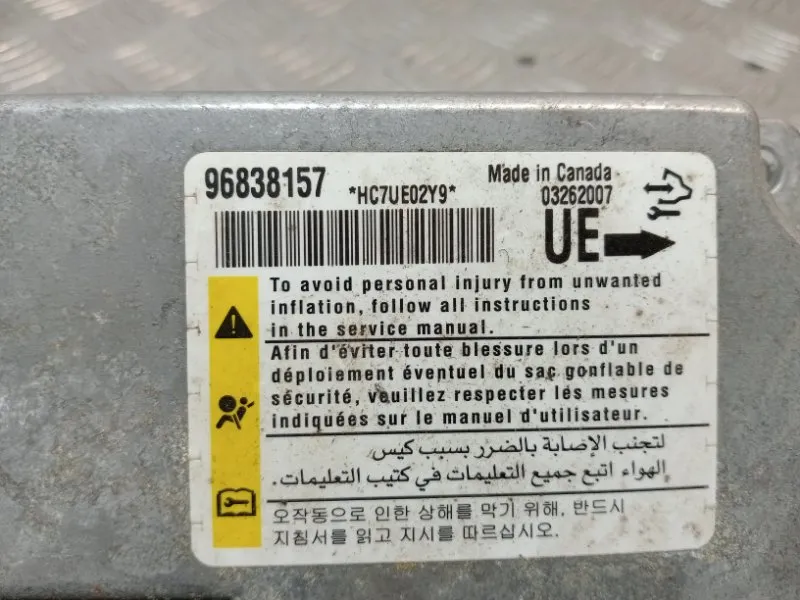 96838157
*HC7UE02Y9*
Made in Canada
03262007
UE
To avoid personal injury from unwanted
inflation, follow all instructions
in the service manual.
Afin d'éviter toute blessure lors d'un
déploiement éventuel du sac gonflable de
sécurité, veuillez respecter les mesures
indiquées sur le manuel d'utilisateur.
لتجنب الإصابة بالضرر بسبب كيس
الهواء اتبع جميع التعليمات في كتيب التعليمات.
오작동으로 인한 상해를 막기 위해, 반드시
지침서를 읽고 지시를 따르십시오.